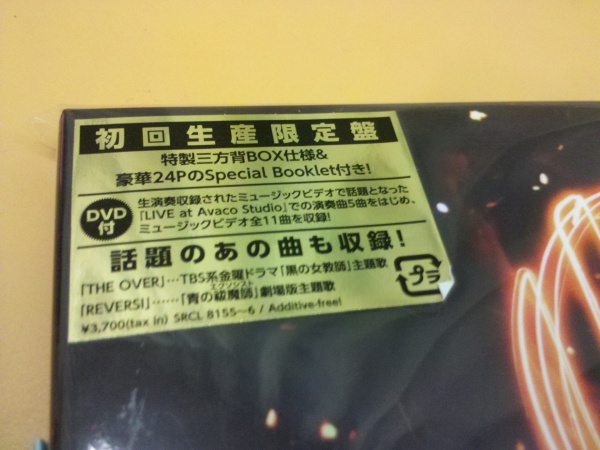 初回生産限定盤
特製三方背BOX仕様&
豪華24PのSpecial Booklet付き!
DVD付
生演奏収録されたミュージックビデオで話題となった
「LIVE at Avaco Studio」での演奏曲5曲をはじめ、
ミュージックビデオ全11曲を収録!
話題のあの曲も収録!
「THE OVER」…TBS系金曜ドラマ「黒の女教師」主題歌
エクソシスト
「REVERSI」……「青の祓魔師」劇場版主題歌
¥3,700(tax in) SRCL 8155~6 / Additive-free!
プラ